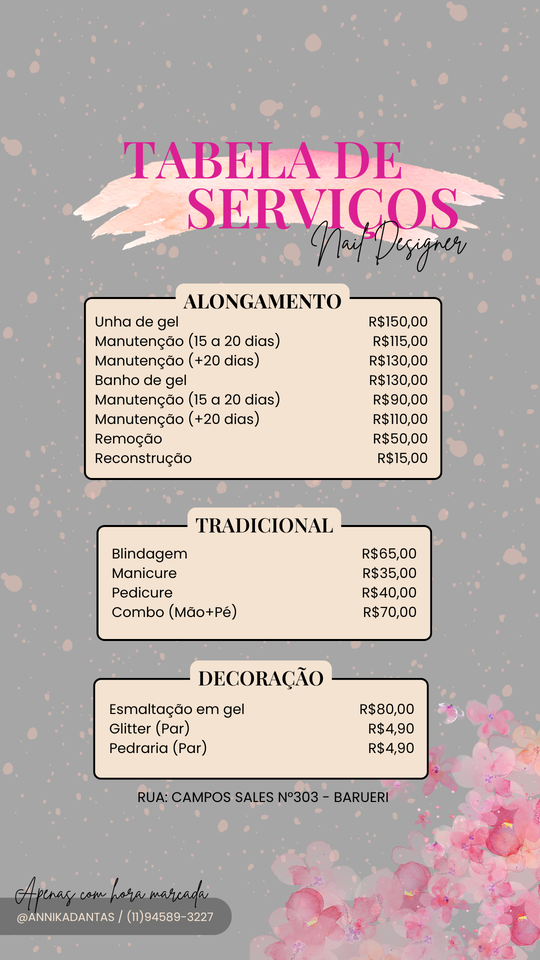 TABELA DE
SERVIÇOS
Nail Designer
ALONGAMENTO
Unha de gel R$150,00
Manutenção (15 a 20 dias) R$115,00
Manutenção (+20 dias) R$130,00
Banho de gel R$130,00
Manutenção (15 a 20 dias) R$90,00
Manutenção (+20 dias) R$110,00
Remoção R$50,00
Reconstrução R$15,00
TRADICIONAL
Blindagem R$65,00
Manicure R$35,00
Pedicure R$40,00
Combo (Mão+Pé) R$70,00
DECORAÇÃO
Esmaltação em gel R$80,00
Glitter (Par) R$4,90
Pedraria (Par) R$4,90
RUA: CAMPOS SALES Nº303 - BARUERI
Apenas com hora marcada
@ANNIKADANTAS / (11)94589-3227